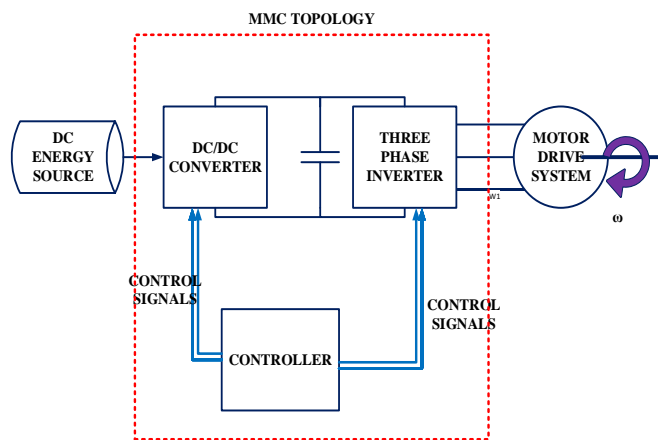 MMC TOPOLOGY
DC
ENERGY
SOURCE
DC/DC
CONVERTER
THREE
PHASE
INVERTER
MOTOR
DRIVE
SYSTEM
W1
ω
CONTROL
SIGNALS
CONTROL
SIGNALS
CONTROLLER